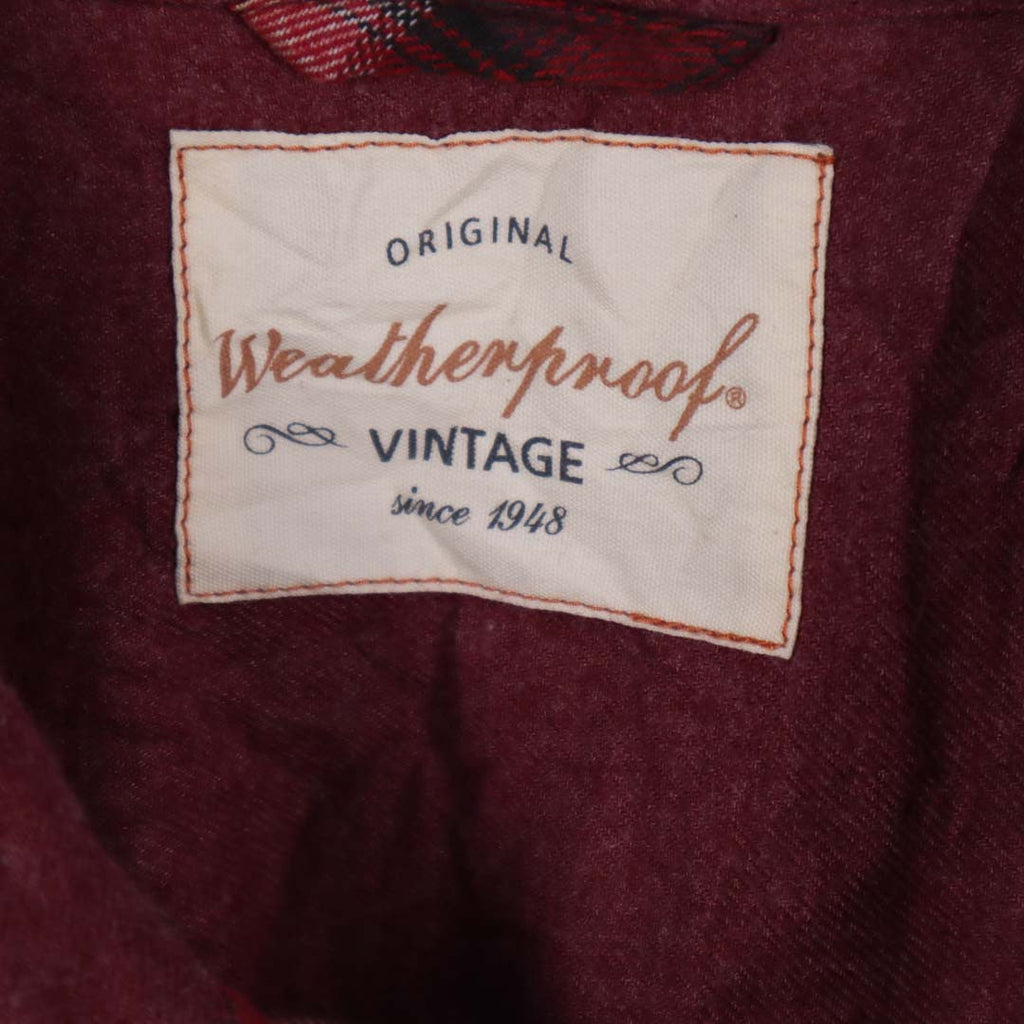 ORIGINAL
Weatherproof®
VINTAGE
since 1948